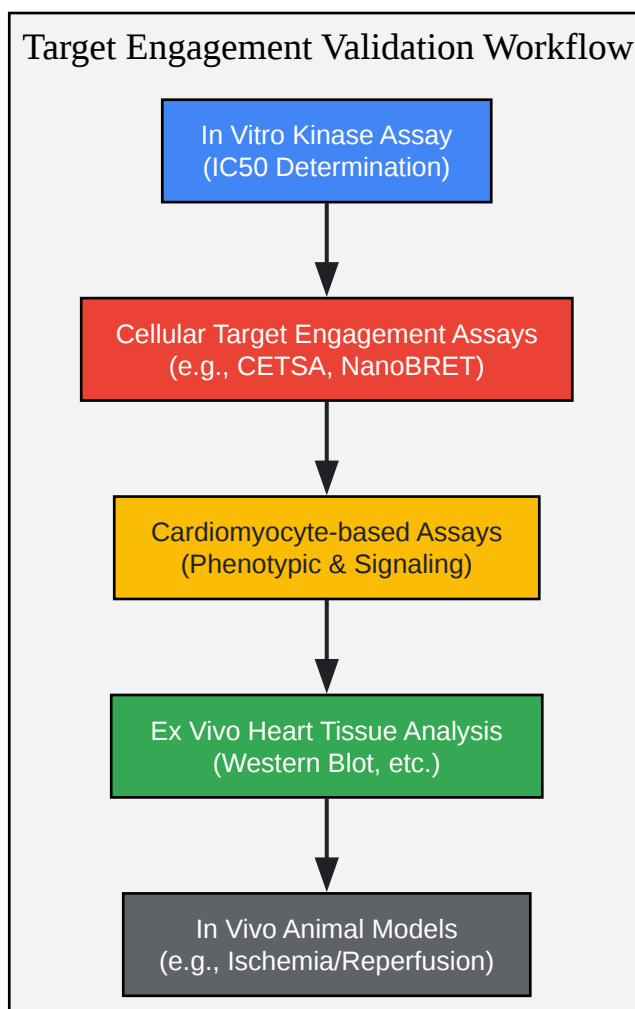 Target Engagement Validation Workflow
In Vitro Kinase Assay
(IC50 Determination)
Cellular Target Engagement Assays
(e.g., CETSA, NanoBRET)
Cardiomyocyte-based Assays
(Phenotypic & Signaling)
Ex Vivo Heart Tissue Analysis
(Western Blot, etc.)
In Vivo Animal Models
(e.g., Ischemia/Reperfusion)